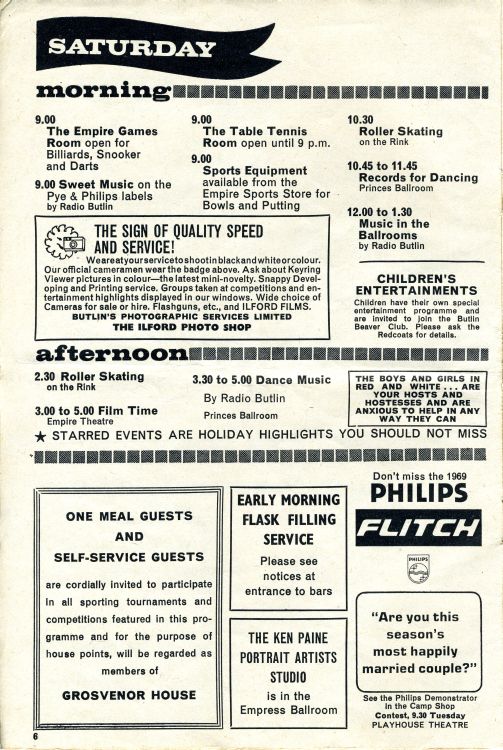 SATURDAY
morning
9.00
The Empire Games
Room open for
Billiards, Snooker
and Darts
9.00 Sweet Music on the
Pye & Philips labels
by Radio Butlin
9.00
The Table Tennis
Room open until 9 p.m.
9.00
Sports Equipment
available from the
Empire Sports Store for
Bowls and Putting
10.30
Roller Skating
on the Rink
10.45 to 11.45
Records for Dancing
Princes Ballroom
12.00 to 1.30
Music in the
Ballrooms
by Radio Butlin
THE SIGN OF QUALITY SPEED
AND SERVICE!
We are at your service to shoot in black and white or colour.
Our official cameramen wear the badge above. Ask about Keyring
Viewer pictures in colour—the latest mini-novelty. Snappy Devel-
oping and Printing service. Groups taken at competitions and en-
tertainment highlights displayed in our windows. Wide choice of
Cameras for sale or hire. Flashguns, etc., and ILFORD FILMS.
BUTLIN'S PHOTOGRAPHIC SERVICES LIMITED
THE ILFORD PHOTO SHOP
CHILDREN'S
ENTERTAINMENTS
Children have their own special
entertainment programme and
are invited to join the Butlin
Beaver Club. Please ask the
Redcoats for details.
afternoon
2.30 Roller Skating
on the Rink
3.00 to 5.00 Film Time
Empire Theatre
3.30 to 5.00 Dance Music
By Radio Butlin
Princes Ballroom
THE BOYS AND GIRLS IN
RED AND WHITE... ARE
YOUR HOSTS AND
HOSTESSES AND ARE
ANXIOUS TO HELP IN ANY
WAY THEY CAN
★ STARRED EVENTS ARE HOLIDAY HIGHLIGHTS YOU SHOULD NOT MISS
ONE MEAL GUESTS
AND
SELF-SERVICE GUESTS
are cordially invited to participate
in all sporting tournaments and
competitions featured in this pro-
gramme and for the purpose of
house points, will be regarded as
members of
GROSVENOR HOUSE
EARLY MORNING
FLASK FILLING
SERVICE
Please see
notices at
entrance to bars
THE KEN PAINE
PORTRAIT ARTISTS
STUDIO
is in the
Empress Ballroom
Don't miss the 1969
PHILIPS
FLITCH
PHILIPS
"Are you this
season's
most happily
married couple?"
See the Philips Demonstrator
in the Camp Shop
Contest, 9.30 Tuesday
PLAYHOUSE THEATRE
6